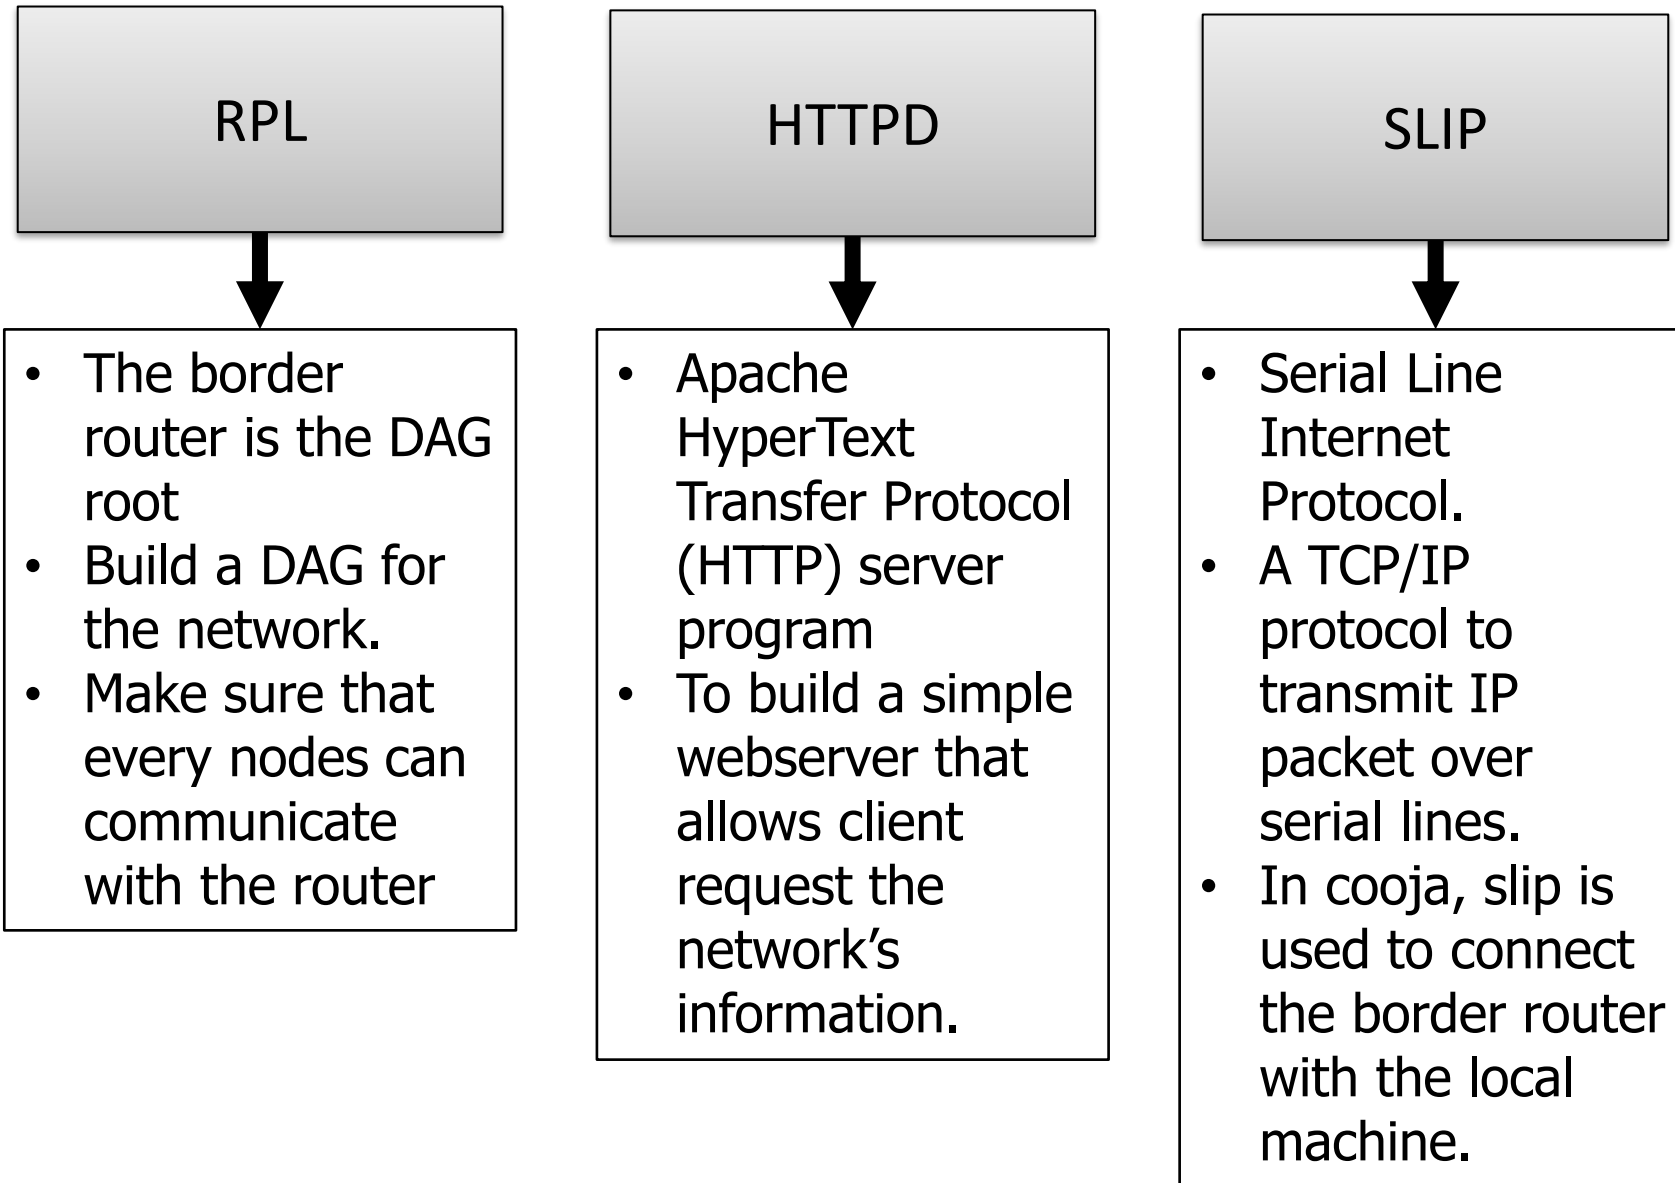 RPL
• The border
router is the DAG
root
• Build a DAG for
the network.
• Make sure that
every nodes can
communicate
with the router
HTTPD
• Apache
HyperText
Transfer Protocol
(HTTP) server
program
• To build a simple
webserver that
allows client
request the
network’s
information.
SLIP
• Serial Line
Internet
Protocol.
• A TCP/IP
protocol to
transmit IP
packet over
serial lines.
• In cooja, slip is
used to connect
the border router
with the local
machine.